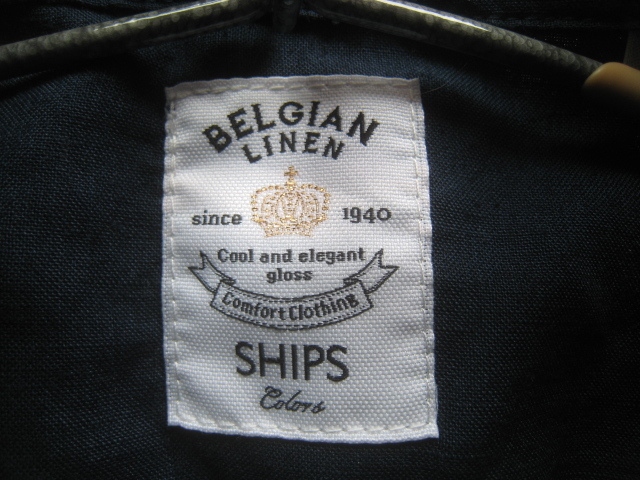 BELGIAN
LINEN
since 1940
Cool and elegant
gloss
Comfort Clothing
SHIPS
Colors